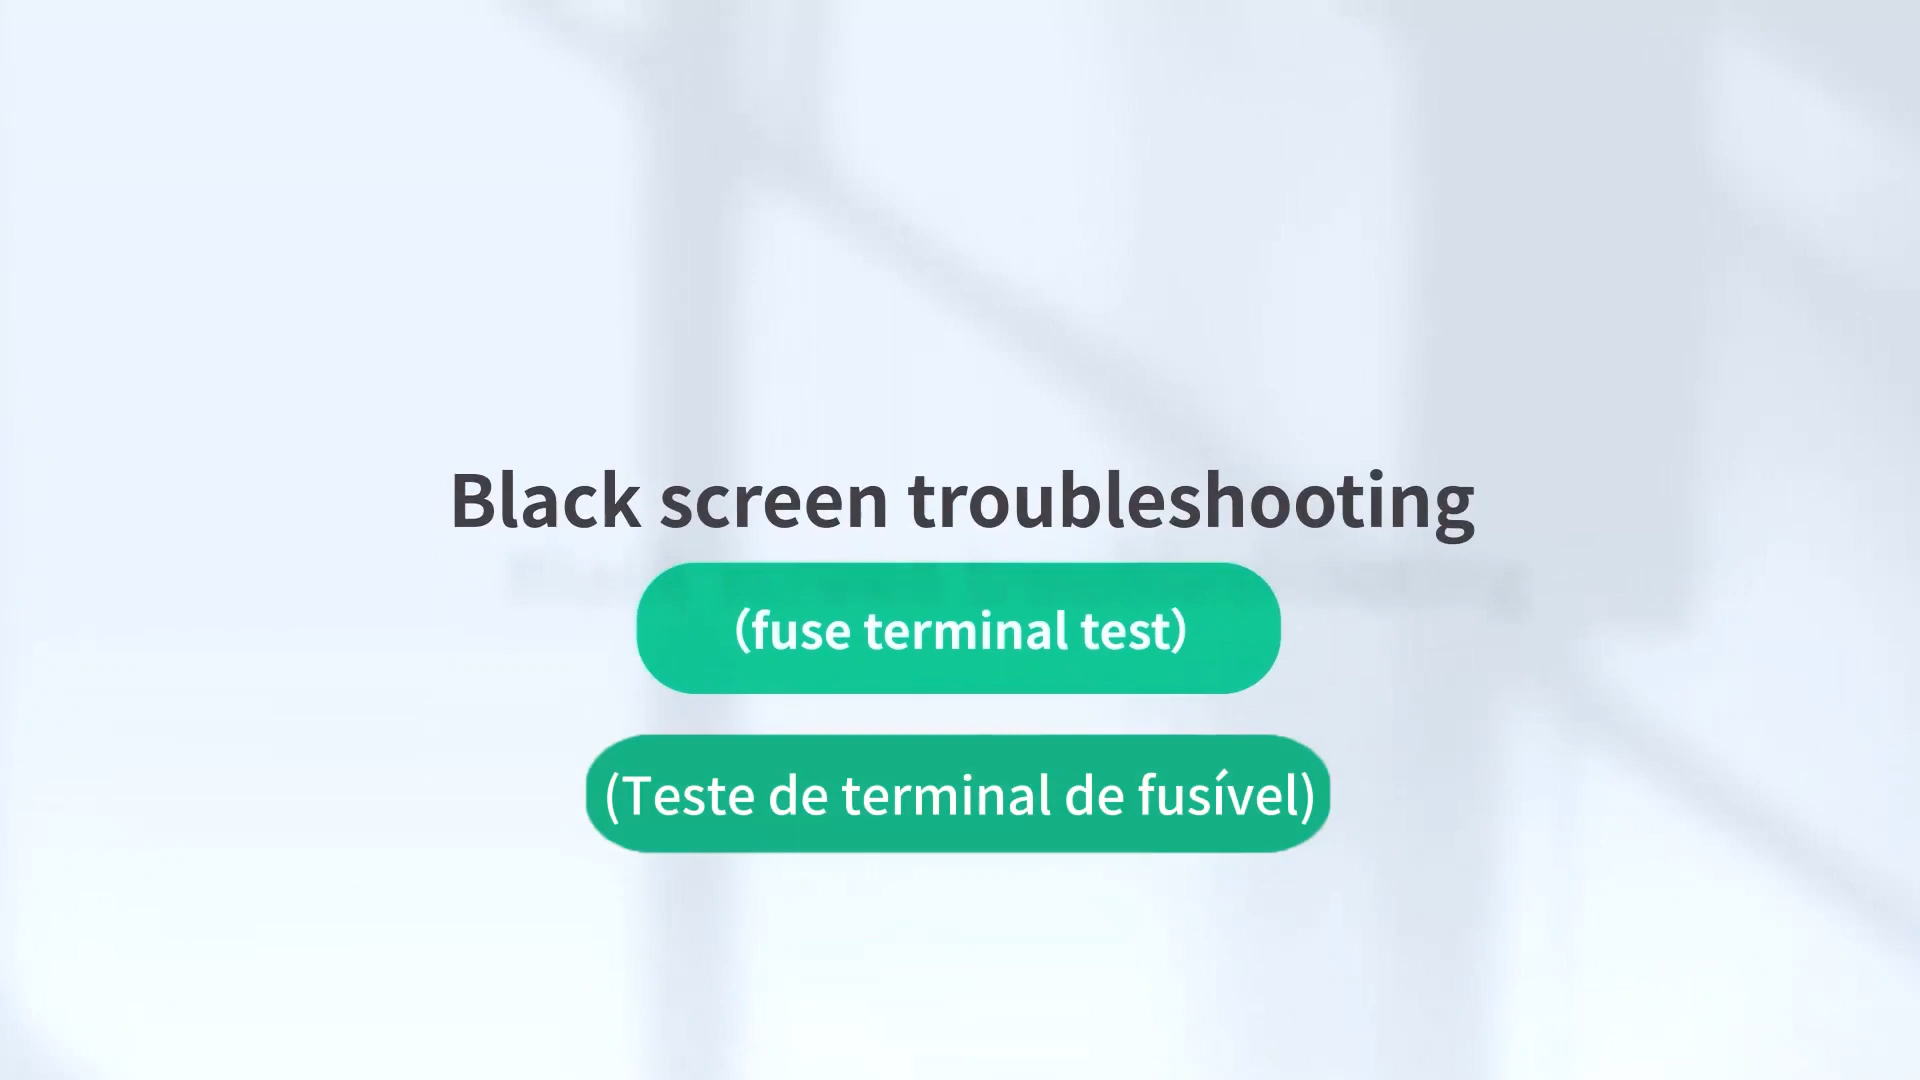 Black screen troubleshooting
(fuse terminal test)
(Teste de terminal de fusível)